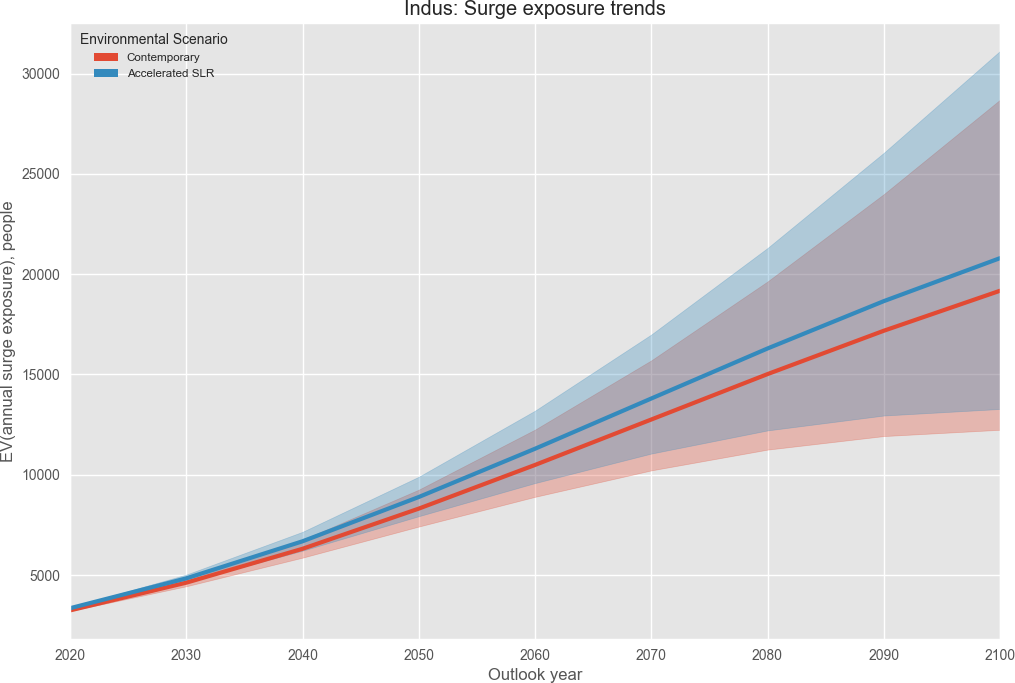 Indus: Surge exposure trends
Environmental Scenario
Contemporary
Accelerated SLR
EV(annual surge exposure), people
30000
25000
20000
15000
10000
5000
2020 2030 2040 2050 2060 2070 2080 2090 2100
Outlook year